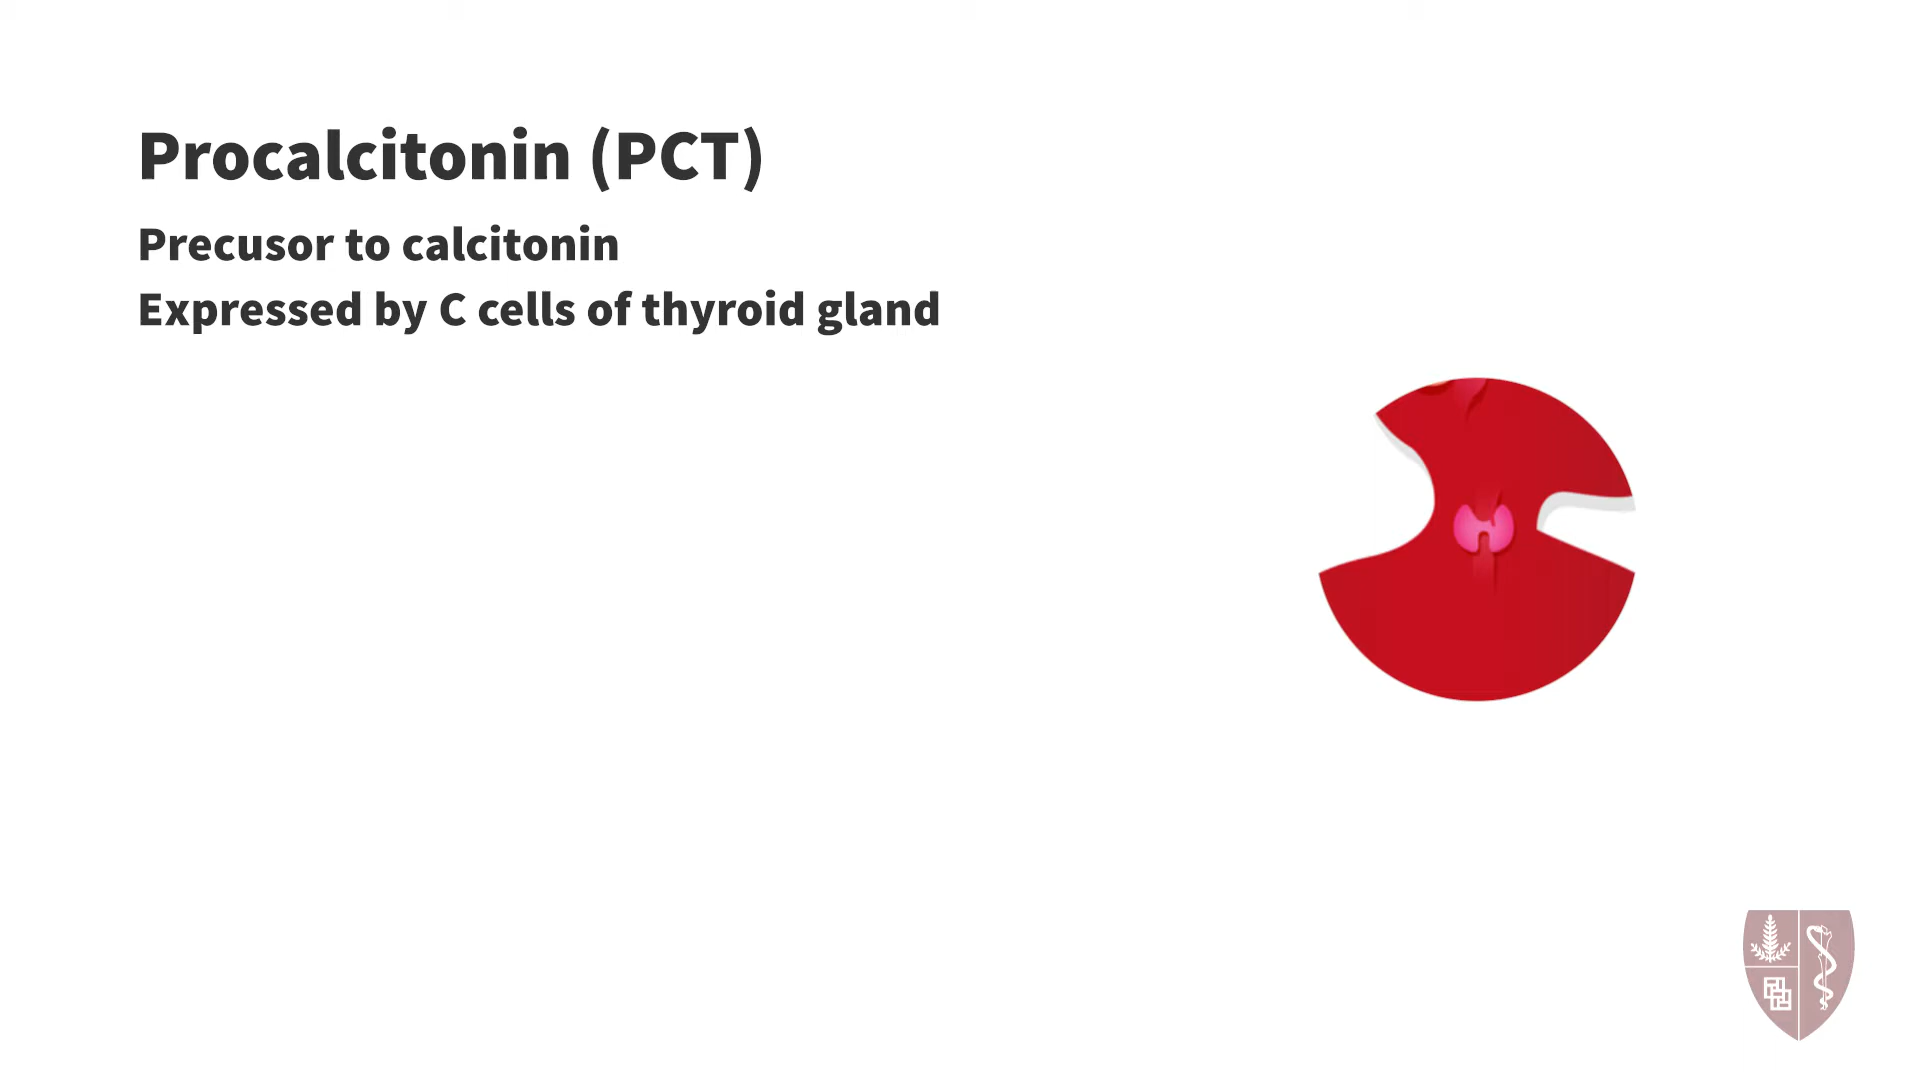 Procalcitonin (PCT)
Precusor to calcitonin
Expressed by C cells of thyroid gland